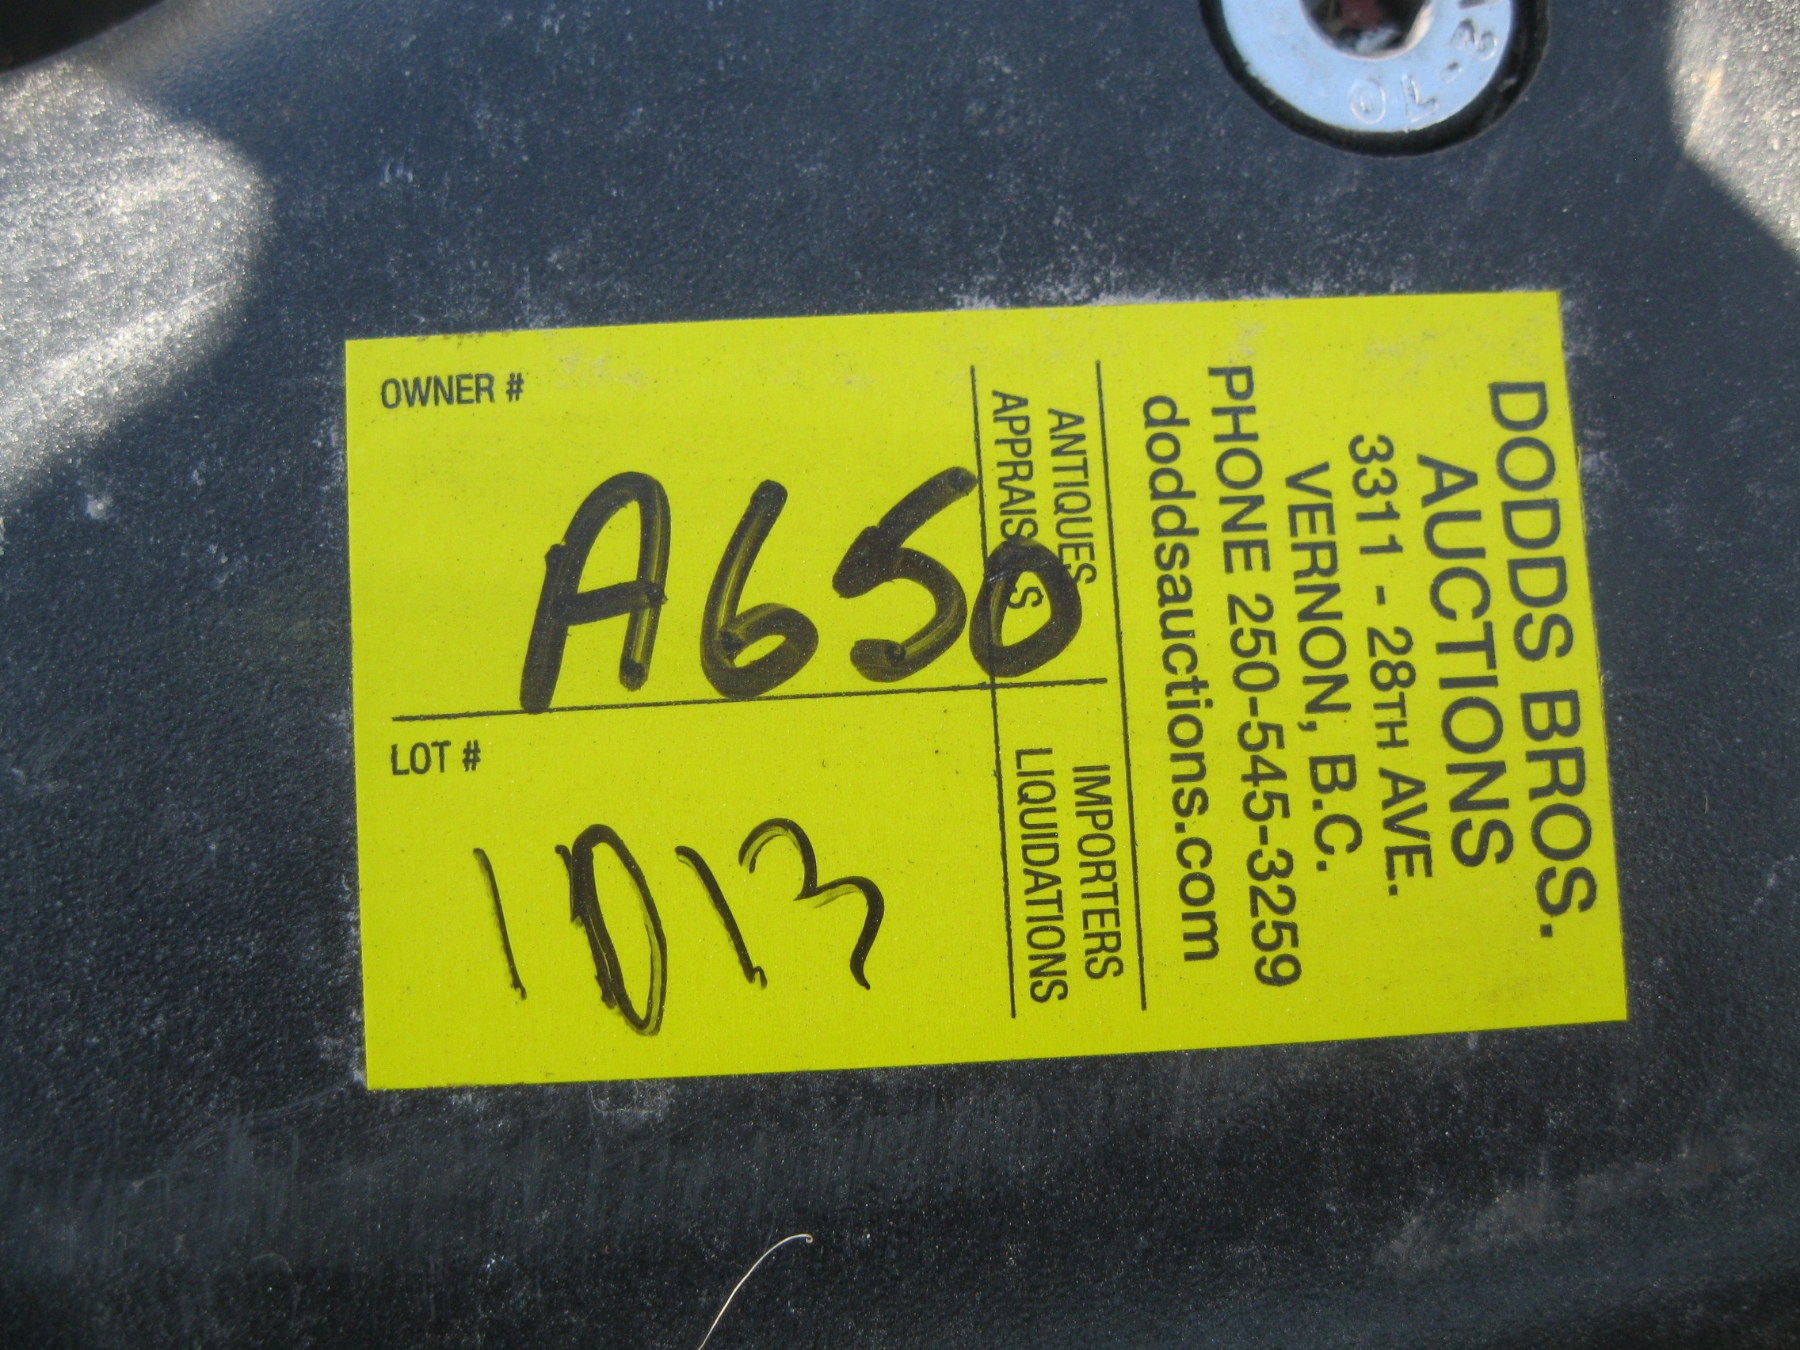 OWNER #
A650
LOT #
1013
DODDS BROS.
AUCTIONS
3311 - 28TH AVE.
VERNON, B.C.
PHONE 250-545-3259
doddsauctions.com
ANTIQUES
APPRAISALS
IMPORTERS
LIQUIDATIONS